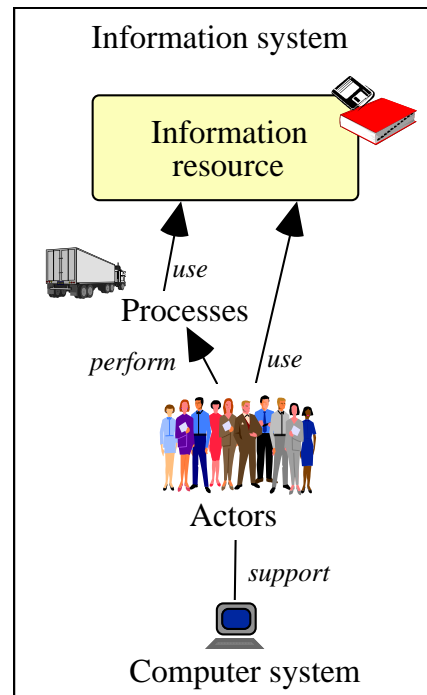 Information system
Information
resource
use
Processes
perform
use
Actors
support
Computer system